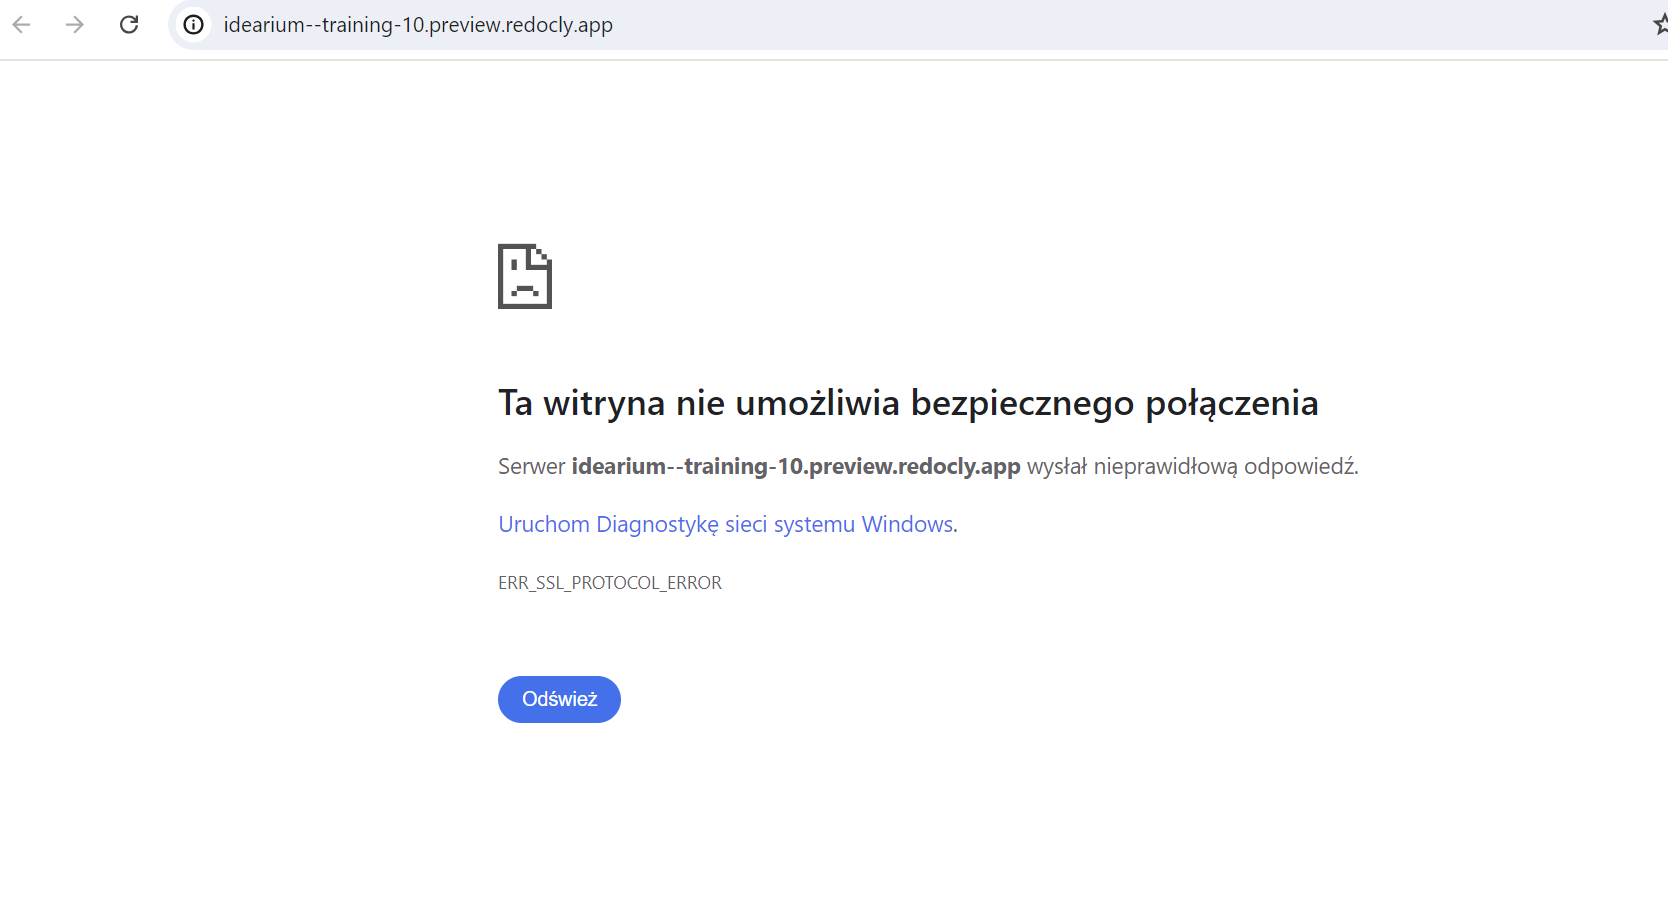 idearium--training-10.preview.redocly.app
Ta witryna nie umożliwia bezpiecznego połączenia
Serwer idearium--training-10.preview.redocly.app wysłał nieprawidłową odpowiedź.
Uruchom Diagnostykę sieci systemu Windows.
ERR_SSL_PROTOCOL_ERROR
Odśwież